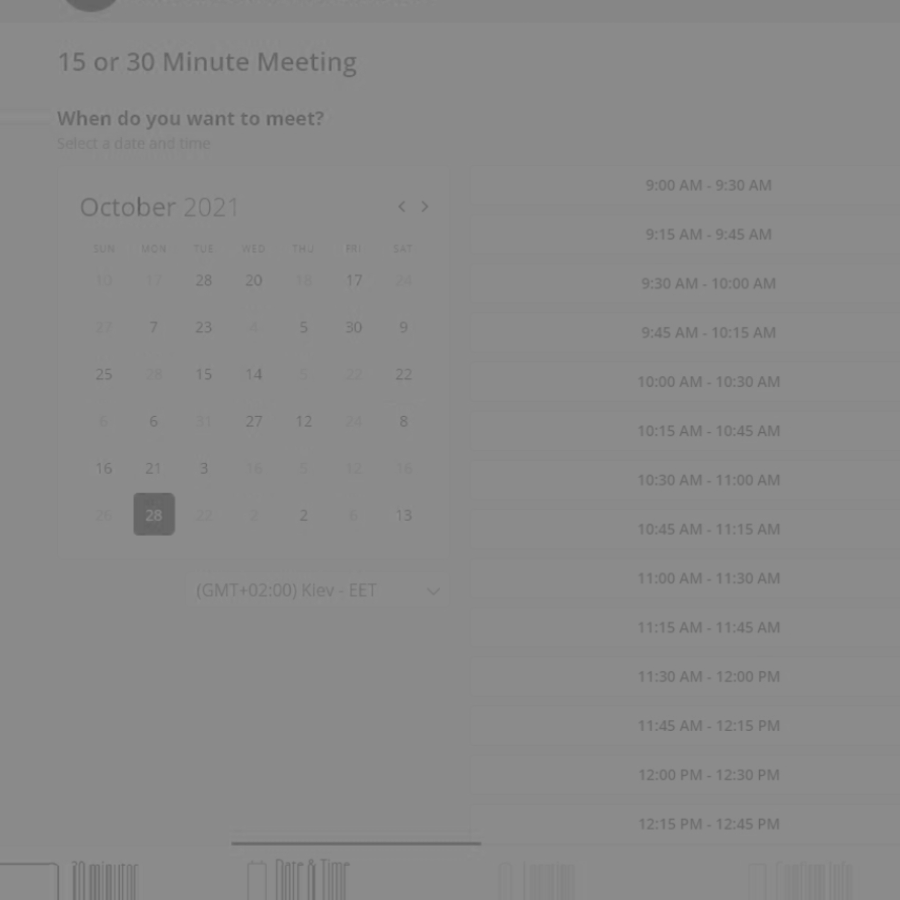 15 or 30 Minute Meeting
When do you want to meet?
Select a date and time
October 2021
SUN MON TUE WED THU FRI SAT
10 17 28 20 18 17 24
27 7 23 4 5 30 9
25 28 15 14 5 22 22
6 6 31 27 12 24 8
16 21 3 16 5 12 16
26 28 22 2 2 6 13
(GMT+02:00) Kiev - EET
9:00 AM - 9:30 AM
9:15 AM - 9:45 AM
9:30 AM - 10:00 AM
9:45 AM - 10:15 AM
10:00 AM - 10:30 AM
10:15 AM - 10:45 AM
10:30 AM - 11:00 AM
10:45 AM - 11:15 AM
11:00 AM - 11:30 AM
11:15 AM - 11:45 AM
11:30 AM - 12:00 PM
11:45 AM - 12:15 PM
12:00 PM - 12:30 PM
12:15 PM - 12:45 PM
30 minutes Date & Time